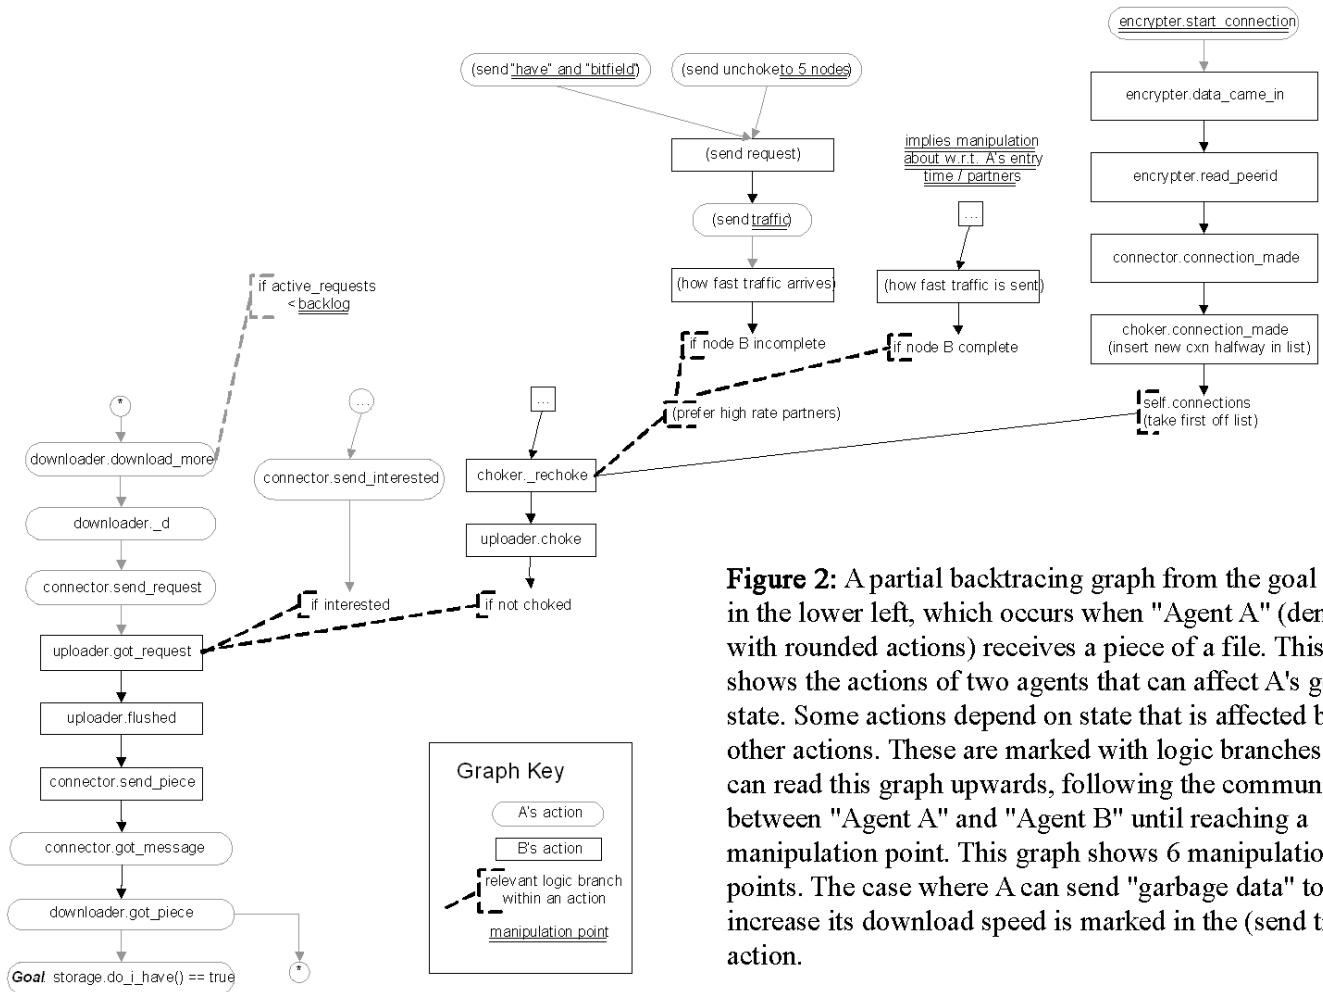 encrypter.start_connection
(send "have" and "bitfield")
(send unchoke to 5 nodes)
encrypter.data_came_in
(send request)
implies manipulation
about w.r.t. A's entry
time / partners
encrypter.read_peerid
...
(send traffic)
connector.connection_made
if active_requests
< backlog
(how fast traffic arrives)
(how fast traffic is sent)
choker.connection_made
(insert new cxn halfway in list)
if node B incomplete
if node B complete
*
...
...
(prefer high rate partners)
self.connections
(take first off list)
downloader.download_more
connector.send_interested
choker._rechoke
downloader._d
uploader.choke
connector.send_request
if interested
if not choked
uploader.got_request
uploader.flushed
connector.send_piece
connector.got_message
downloader.got_piece
*
Goal: storage.do_i_have() == true
Graph Key
A's action
B's action
relevant logic branch
within an action
manipulation point
Figure 2: A partial backtracing graph from the goal
in the lower left, which occurs when "Agent A" (den
with rounded actions) receives a piece of a file. This
shows the actions of two agents that can affect A's g
state. Some actions depend on state that is affected b
other actions. These are marked with logic branches
can read this graph upwards, following the commun
between "Agent A" and "Agent B" until reaching a
manipulation point. This graph shows 6 manipulatio
points. The case where A can send "garbage data" to
increase its download speed is marked in the (send tr
action.